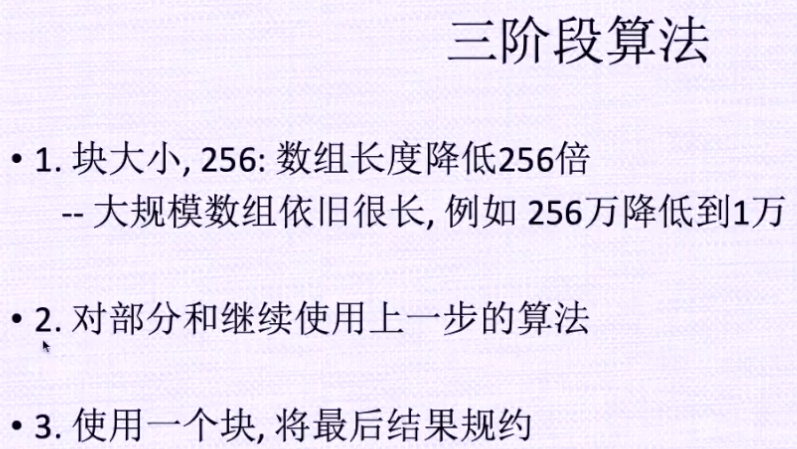 三阶段算法
• 1. 块大小, 256: 数组长度降低256倍
-- 大规模数组依旧很长, 例如 256万降低到1万
• 2. 对部分和继续使用上一步的算法
• 3. 使用一个块, 将最后结果规约